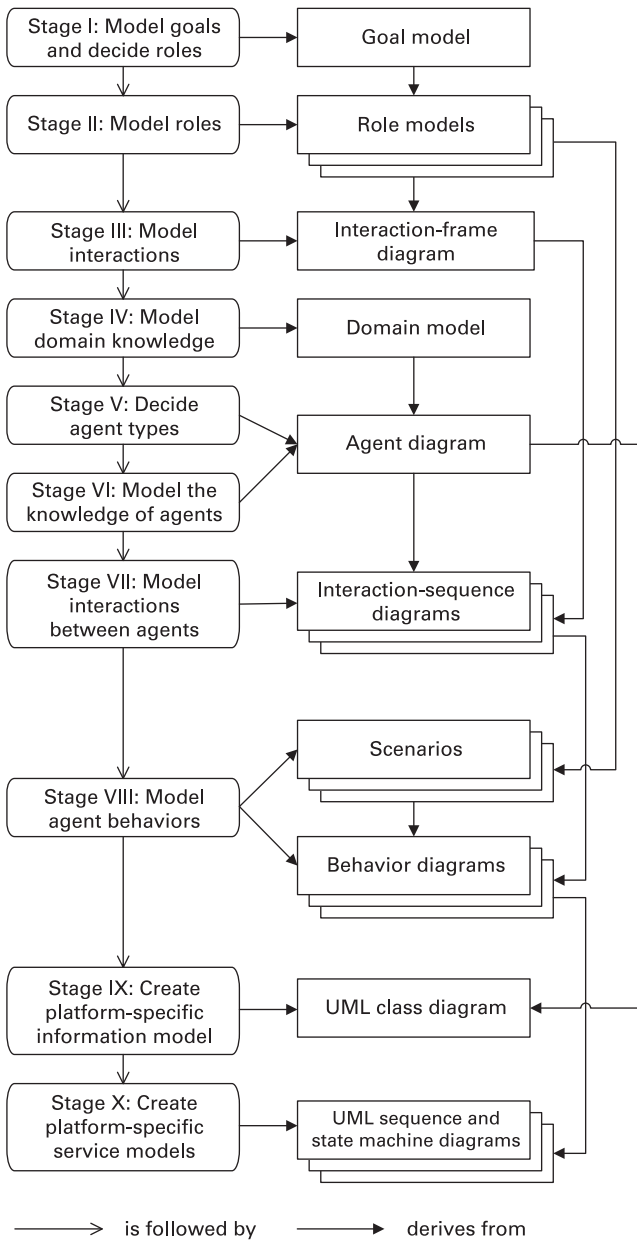 Stage I: Model goals
and decide roles
Goal model
Stage II: Model roles
Role models
Stage III: Model
interactions
Interaction-frame
diagram
Stage IV: Model
domain knowledge
Domain model
Stage V: Decide
agent types
Agent diagram
Stage VI: Model the
knowledge of agents
Stage VII: Model
interactions
between agents
Interaction-sequence
diagrams
Scenarios
Stage VIII: Model
agent behaviors
Behavior diagrams
Stage IX: Create
platform-specific
information model
UML class diagram
Stage X: Create
platform-specific
service models
UML sequence and
state machine diagrams
is followed by
derives from